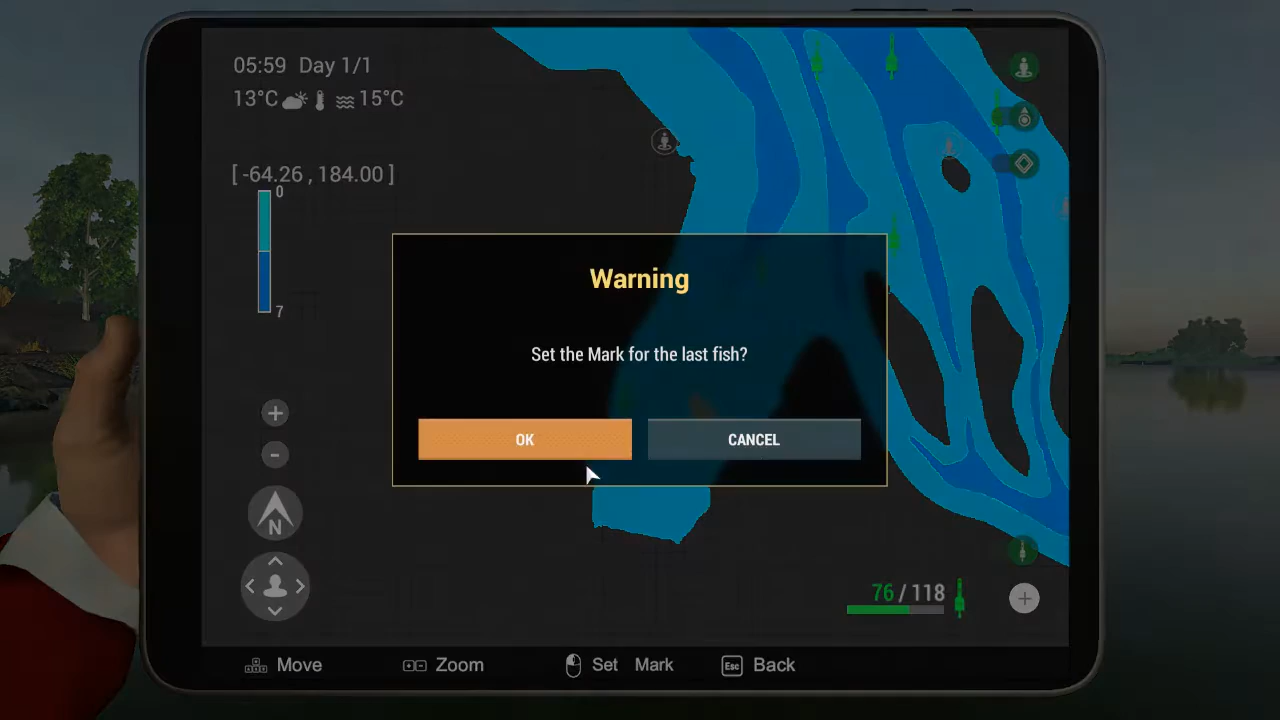 05:59 Day 1/1
13°C 15°C
[ -64.26 , 184.00 ]
0
7
Warning
Set the Mark for the last fish?
OK CANCEL
+
-
N
76 / 118
+
Move Zoom Set Mark Esc Back